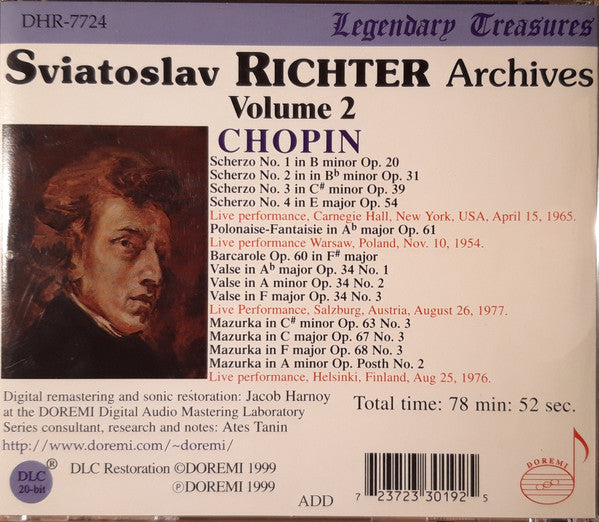 DHR-7724
Legendary Treasures
Sviatoslav RICHTER Archives
Volume 2
CHOPIN
Scherzo No. 1 in B minor Op. 20
Scherzo No. 2 in in B♭ minor Op. 31
Scherzo No. 3 in C# minor Op. 39
Scherzo No. 4 in E major Op. 54
Live performance, Carnegie Hall, New York, USA, April 15, 1965.
Polonaise-Fantaisie in A♭ major Op. 61
Live performance Warsaw, Poland, Nov. 10, 1954.
Barcarole Op. 60 in F# major
Valse in A♭ major Op. 34 No. 1
Valse in A minor Op. 34 No. 2
Valse in F major Op. 34 No. 3
Live Performance, Salzburg, Austria, August 26, 1977.
Mazurka in C# minor Op. 63 No. 3
Mazurka in C major Op. 67 No. 3
Mazurka in F major Op. 68 No. 3
Mazurka in A minor Op. Posth No. 2
Live performance, Helsinki, Finland, Aug 25, 1976.
Digital remastering and sonic restoration: Jacob Harnoy
at the DOREMI Digital Audio Mastering Laboratory
Series consultant, research and notes: Ates Tanin
http://www.doremi.com/~doremi/
Total time: 78 min: 52 sec.
DLC
20-bit
®
DLC Restoration ©DOREMI 1999
℗DOREMI 1999
ADD
7 23723 30192 5
DOREMI